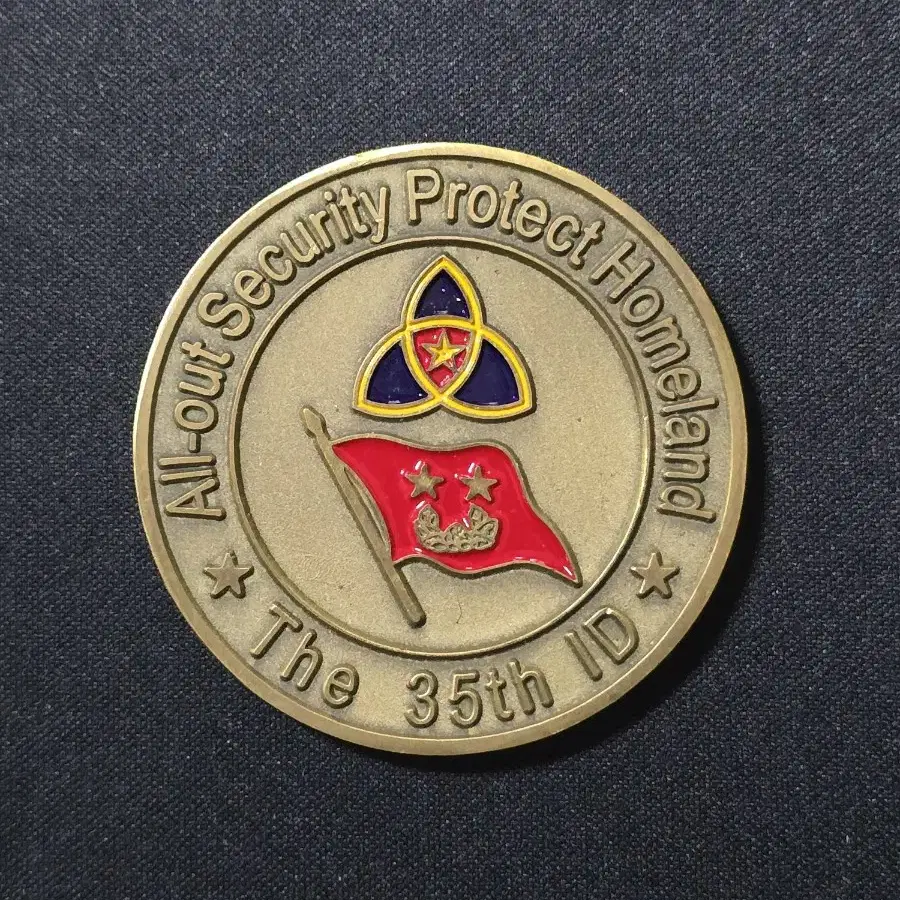 All-out Security Protect Homeland
The 35th ID